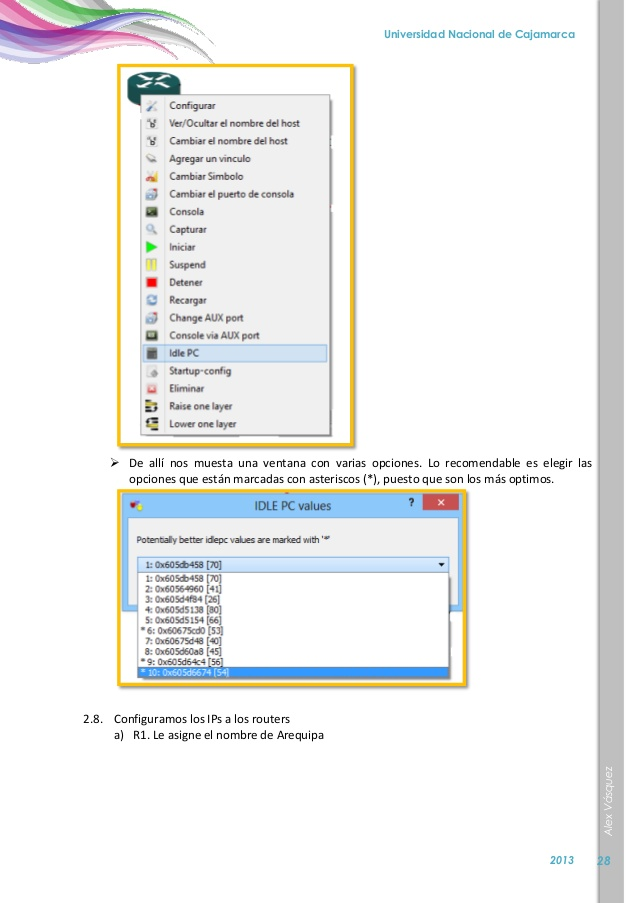 Universidad Nacional de Cajamarca
Configurar
Ver/Ocultar el nombre del host
Cambiar el nombre del host
Agregar un vinculo
Cambiar Simbolo
Cambiar el puerto de consola
Consola
Capturar
Iniciar
Suspend
Detener
Recargar
Change AUX port
Console via AUX port
Idle PC
Startup-config
Eliminar
Raise one layer
Lower one layer
➢ De allí nos muesta una ventana con varias opciones. Lo recomendable es elegir las
opciones que están marcadas con asteriscos (*), puesto que son los más optimos.
IDLE PC values
? x
Potentially better idlepc values are marked with '*'
1: 0x605db458 [70]
1: 0x605db458 [70]
2: 0x60564960 [41]
3: 0x605d4f84 [26]
4: 0x605d5138 [80]
5: 0x605d5154 [66]
* 6: 0x60675cd0 [53]
7: 0x60675d48 [40]
8: 0x605d60a8 [45]
* 9: 0x605d64c4 [56]
* 10: 0x605d6674 [54]
2.8. Configuramos los IPs a los routers
a) R1. Le asigne el nombre de Arequipa
Alex Vásquez
2013 28